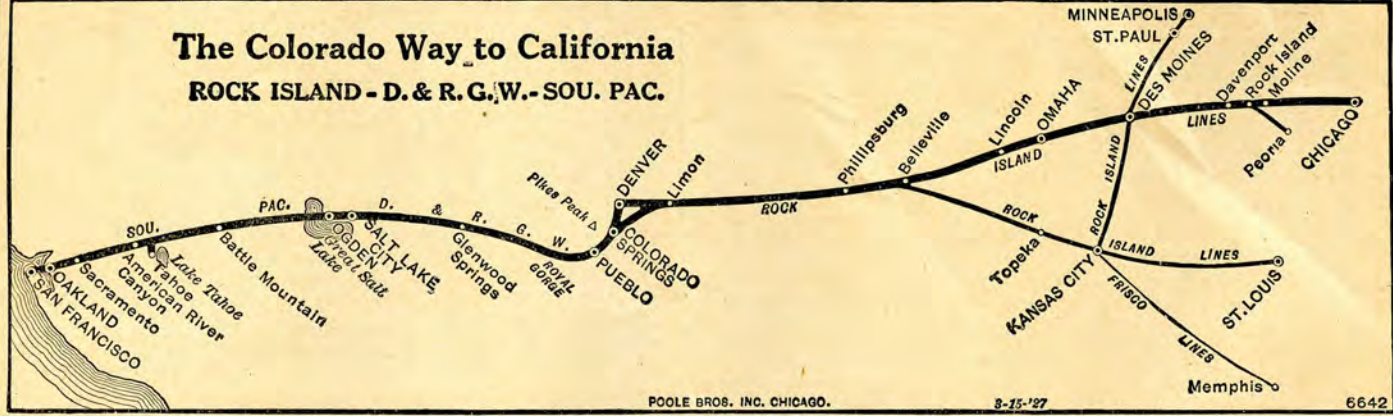 The Colorado Way to California
ROCK ISLAND - D. & R. G. W. - SOU. PAC.
MINNEAPOLIS
ST. PAUL
LINES
DES MOINES
Davenport
Rock Island
Moline
LINES
CHICAGO
Peoria
OMAHA
Lincoln
ISLAND
Belleville
Phillipsburg
ROCK
Limon
DENVER
Pikes Peak
COLORADO
SPRINGS
PUEBLO
ROYAL
GORGE
D. & R. G. W.
Glenwood
Springs
SALT LAKE
CITY
OGDEN
Great Salt
Lake
SOU. PAC.
Battle Mountain
Lake Tahoe
Tahoe
American River
Canyon
Sacramento
OAKLAND
SAN FRANCISCO
ROCK
ISLAND
ROCK
Topeka
ISLAND
LINES
KANSAS CITY
ST. LOUIS
FRISCO
LINES
Memphis
POOLE BROS. INC. CHICAGO.
3-15-'27
6642